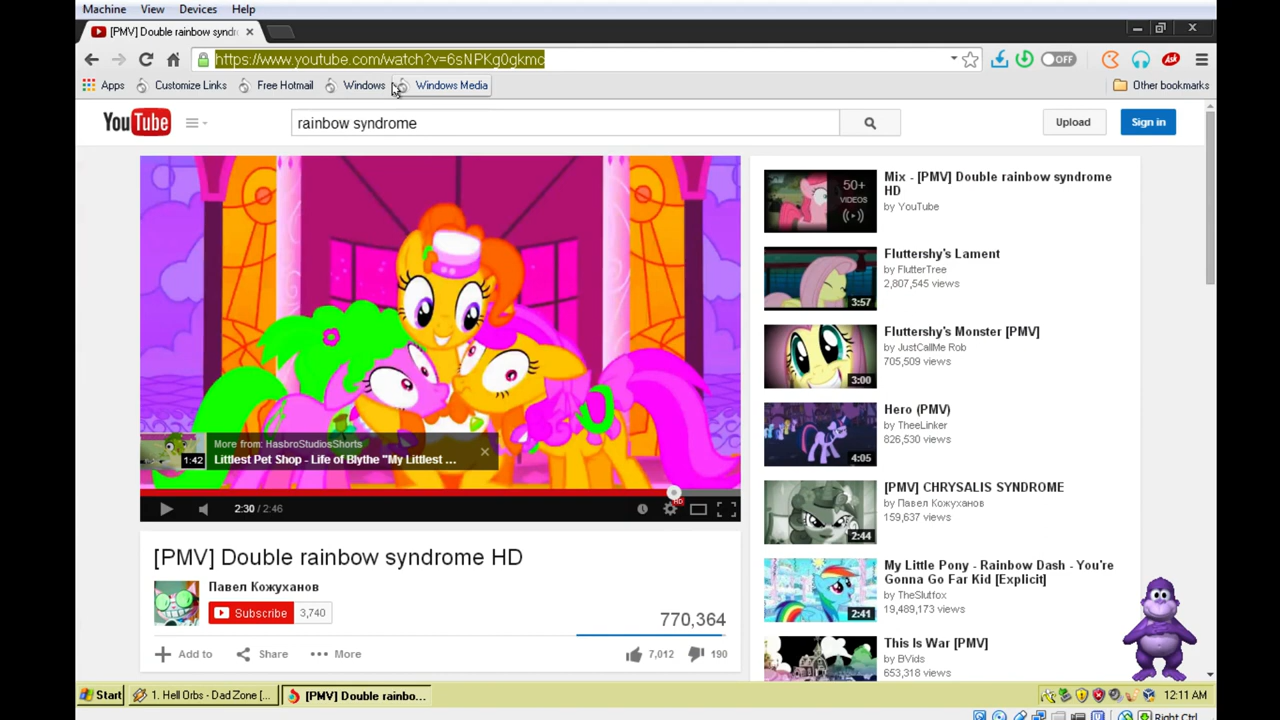 Machine View Devices Help
[PMV] Double rainbow syndr
https://www.youtube.com/watch?v=6sNPKg0gkmc
OFF
Ask
Apps Customize Links Free Hotmail Windows Windows Media Other bookmarks
YouTube
rainbow syndrome
Upload
Sign in
More from: HasbroStudiosShorts
Littlest Pet Shop - Life of Blythe "My Littlest ...
1:42
2:30 / 2:46
HD
[PMV] Double rainbow syndrome HD
Павел Кожуханов
Subscribe 3,740
770,364
Add to Share More
7,012 190
50+
VIDEOS
Mix - [PMV] Double rainbow syndrome
HD
by YouTube
Fluttershy's Lament
by FlutterTree
2,807,545 views
3:57
Fluttershy's Monster [PMV]
by JustCallMe Rob
705,509 views
3:00
Hero (PMV)
by TheeLinker
826,530 views
4:05
[PMV] CHRYSALIS SYNDROME
by Павел Кожуханов
159,637 views
2:44
My Little Pony - Rainbow Dash - You're
Gonna Go Far Kid [Explicit]
by TheSlutfox
19,489,173 views
2:41
This Is War [PMV]
by BVids
653,318 views
Start
1. Hell Orbs - Dad Zone [...
[PMV] Double rainbo...
12:11 AM
Right Ctrl